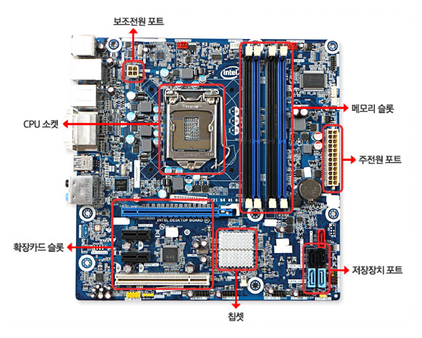 보조전원 포트
intel
메모리 슬롯
CPU 소켓
주전원 포트
INTEL DESKTOP BOARD
확장카드 슬롯
저장장치 포트
칩셋